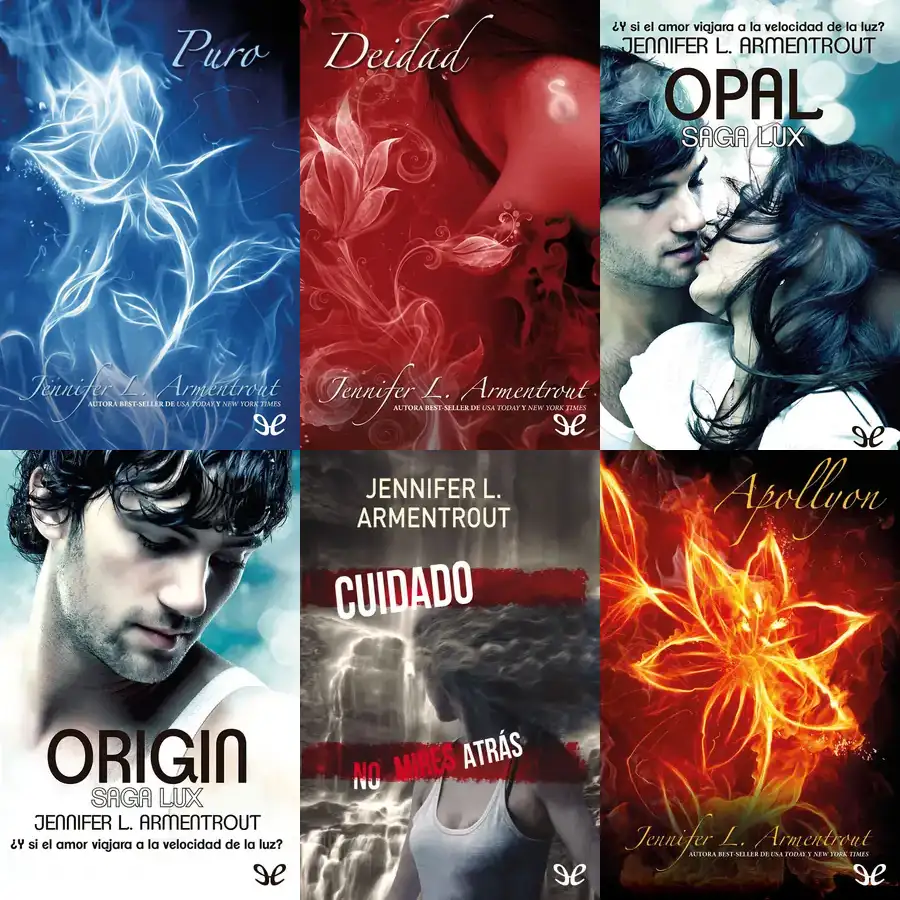 Puro
Jennifer L. Armentrout
AUTORA BEST-SELLER DE USA TODAY Y NEW YORK TIMES
Deidad
Jennifer L. Armentrout
AUTORA BEST-SELLER DE USA TODAY Y NEW YORK TIMES
¿Y si el amor viajara a la velocidad de la luz?
JENNIFER L. ARMENTROUT
OPAL
SAGA LUX
ORIGIN
SAGA LUX
JENNIFER L. ARMENTROUT
¿Y si el amor viajara a la velocidad de la luz?
JENNIFER L.
ARMENTROUT
CUIDADO
NO MIRES ATRÁS
Apollyon
Jennifer L. Armentrout
AUTORA BEST-SELLER DE USA TODAY Y NEW YORK TIMES